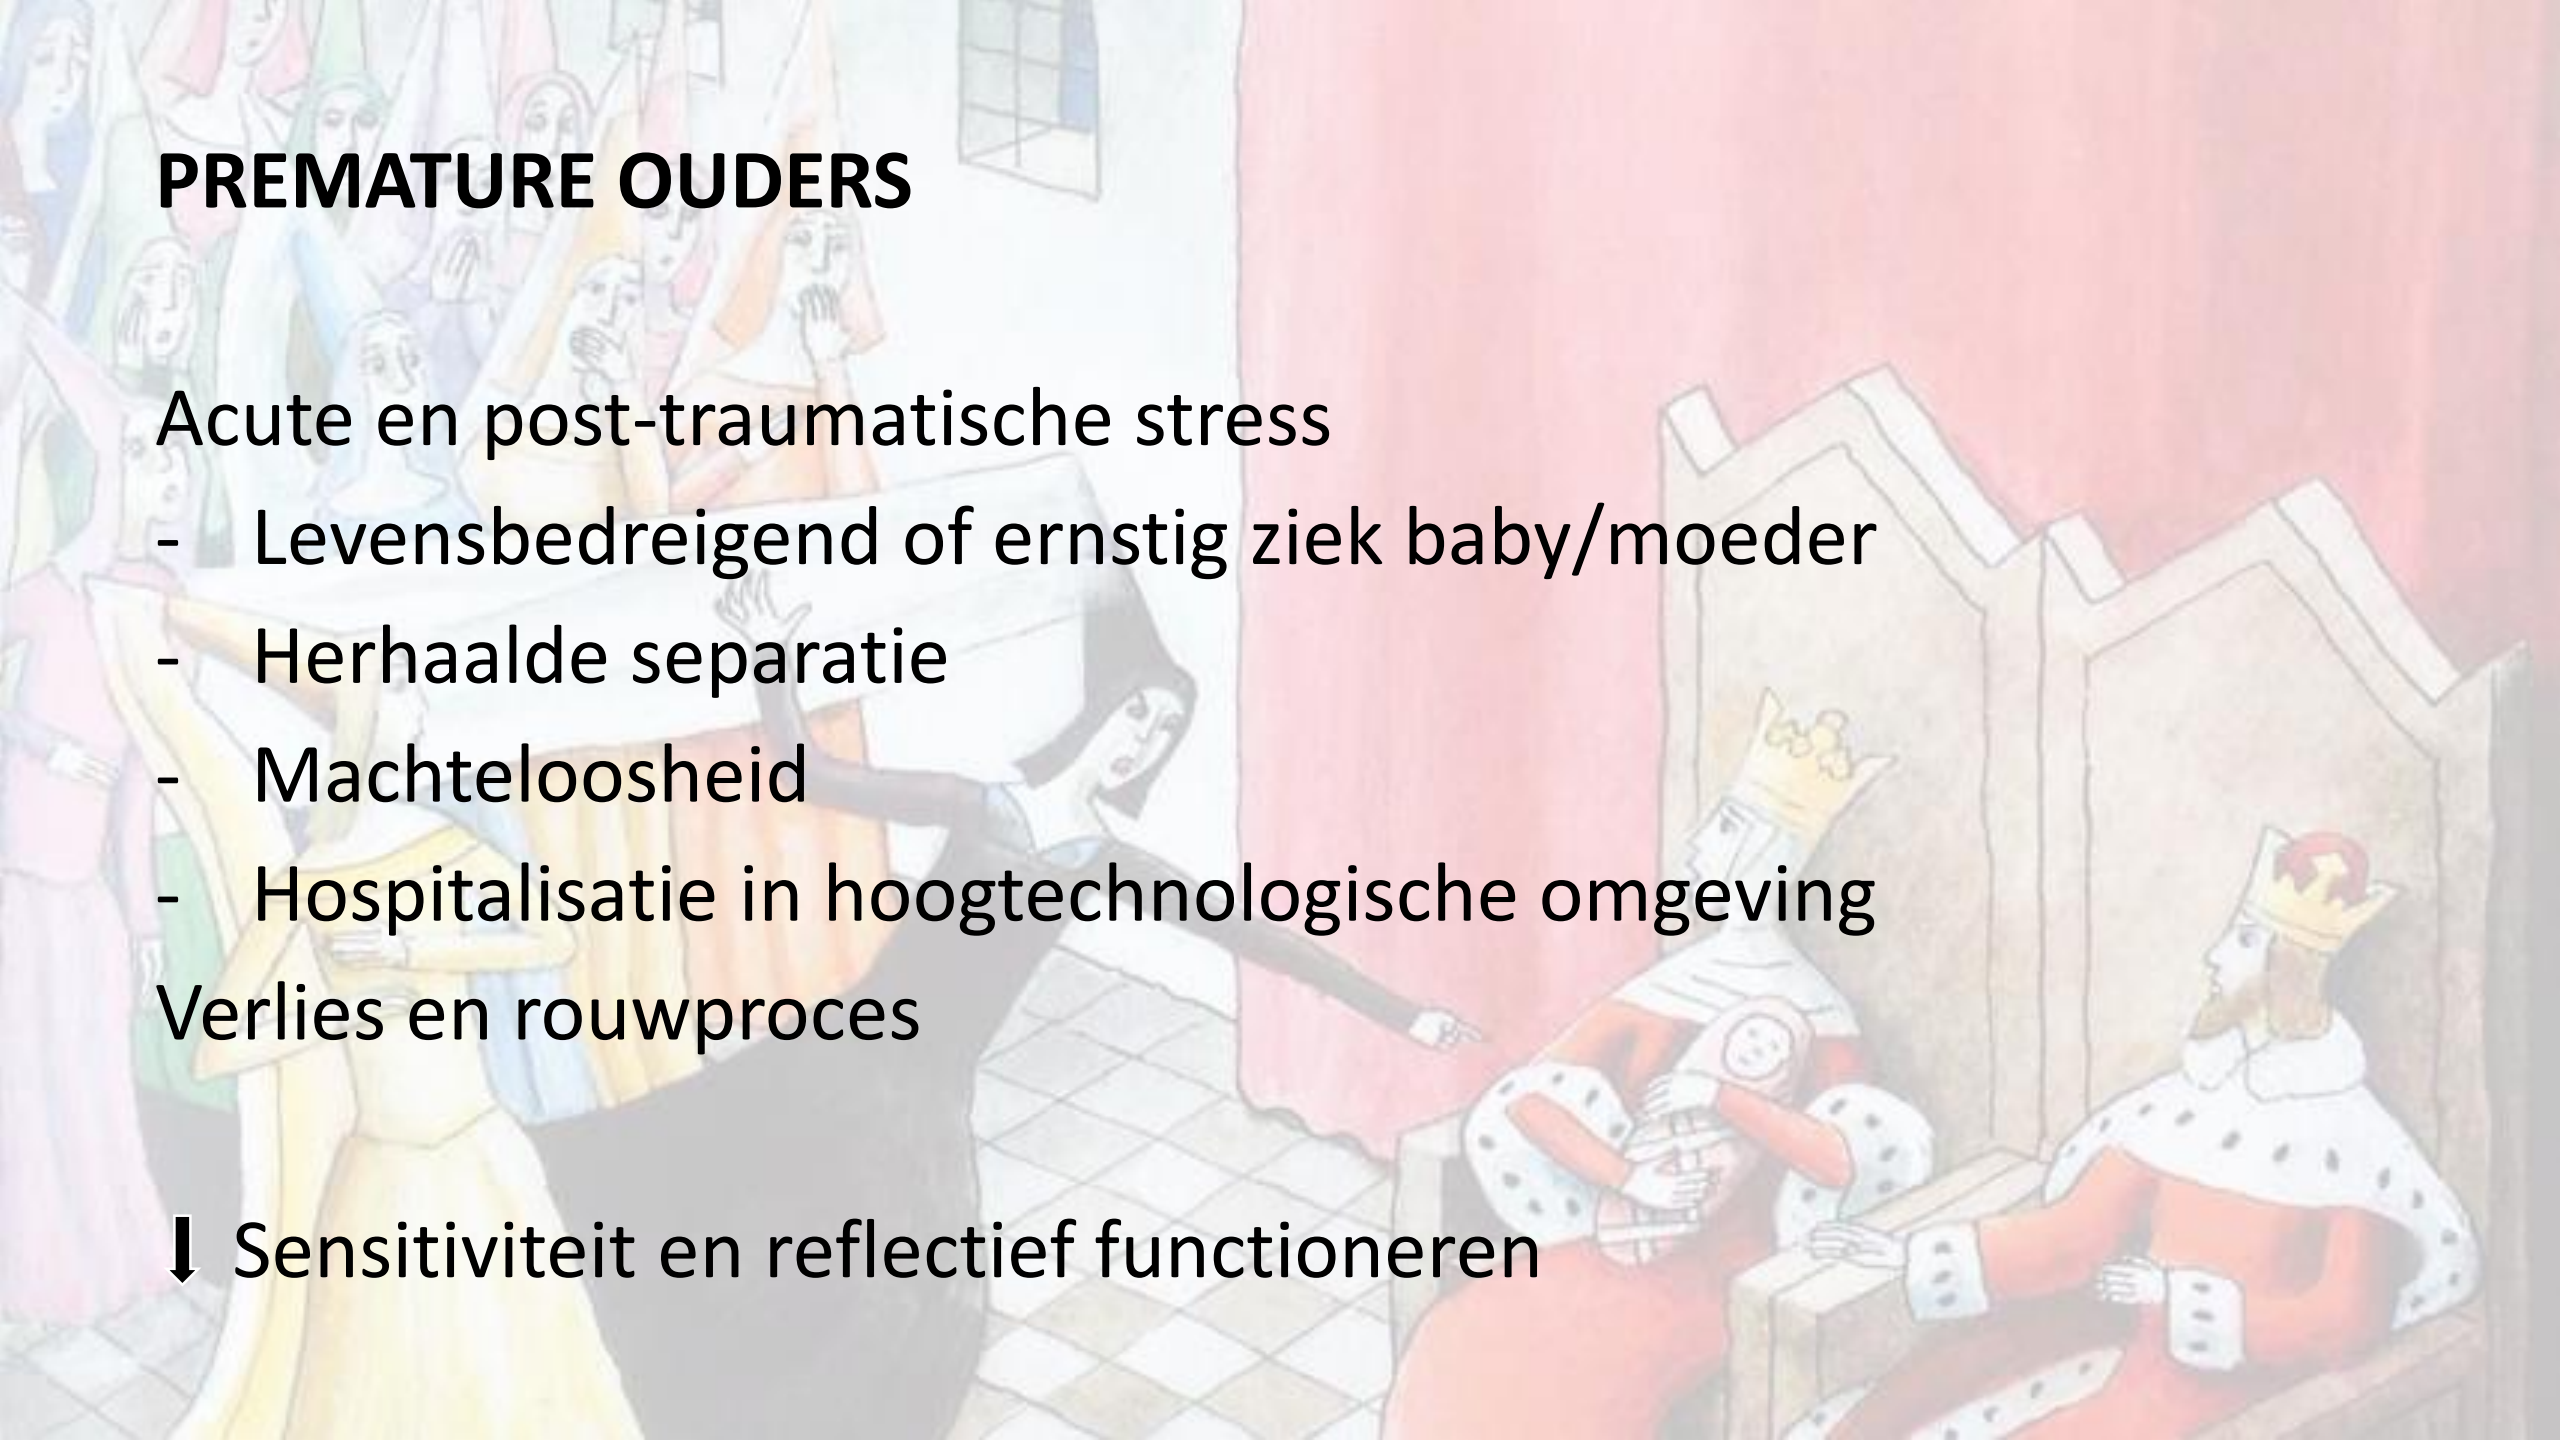 PREMATURE OUDERS
Acute en post-traumatische stress
- Levensbedreigend of ernstig ziek baby/moeder
- Herhaalde separatie
- Machteloosheid
- Hospitalisatie in hoogtechnologische omgeving
Verlies en rouwproces
⬇ Sensitiviteit en reflectief functioneren